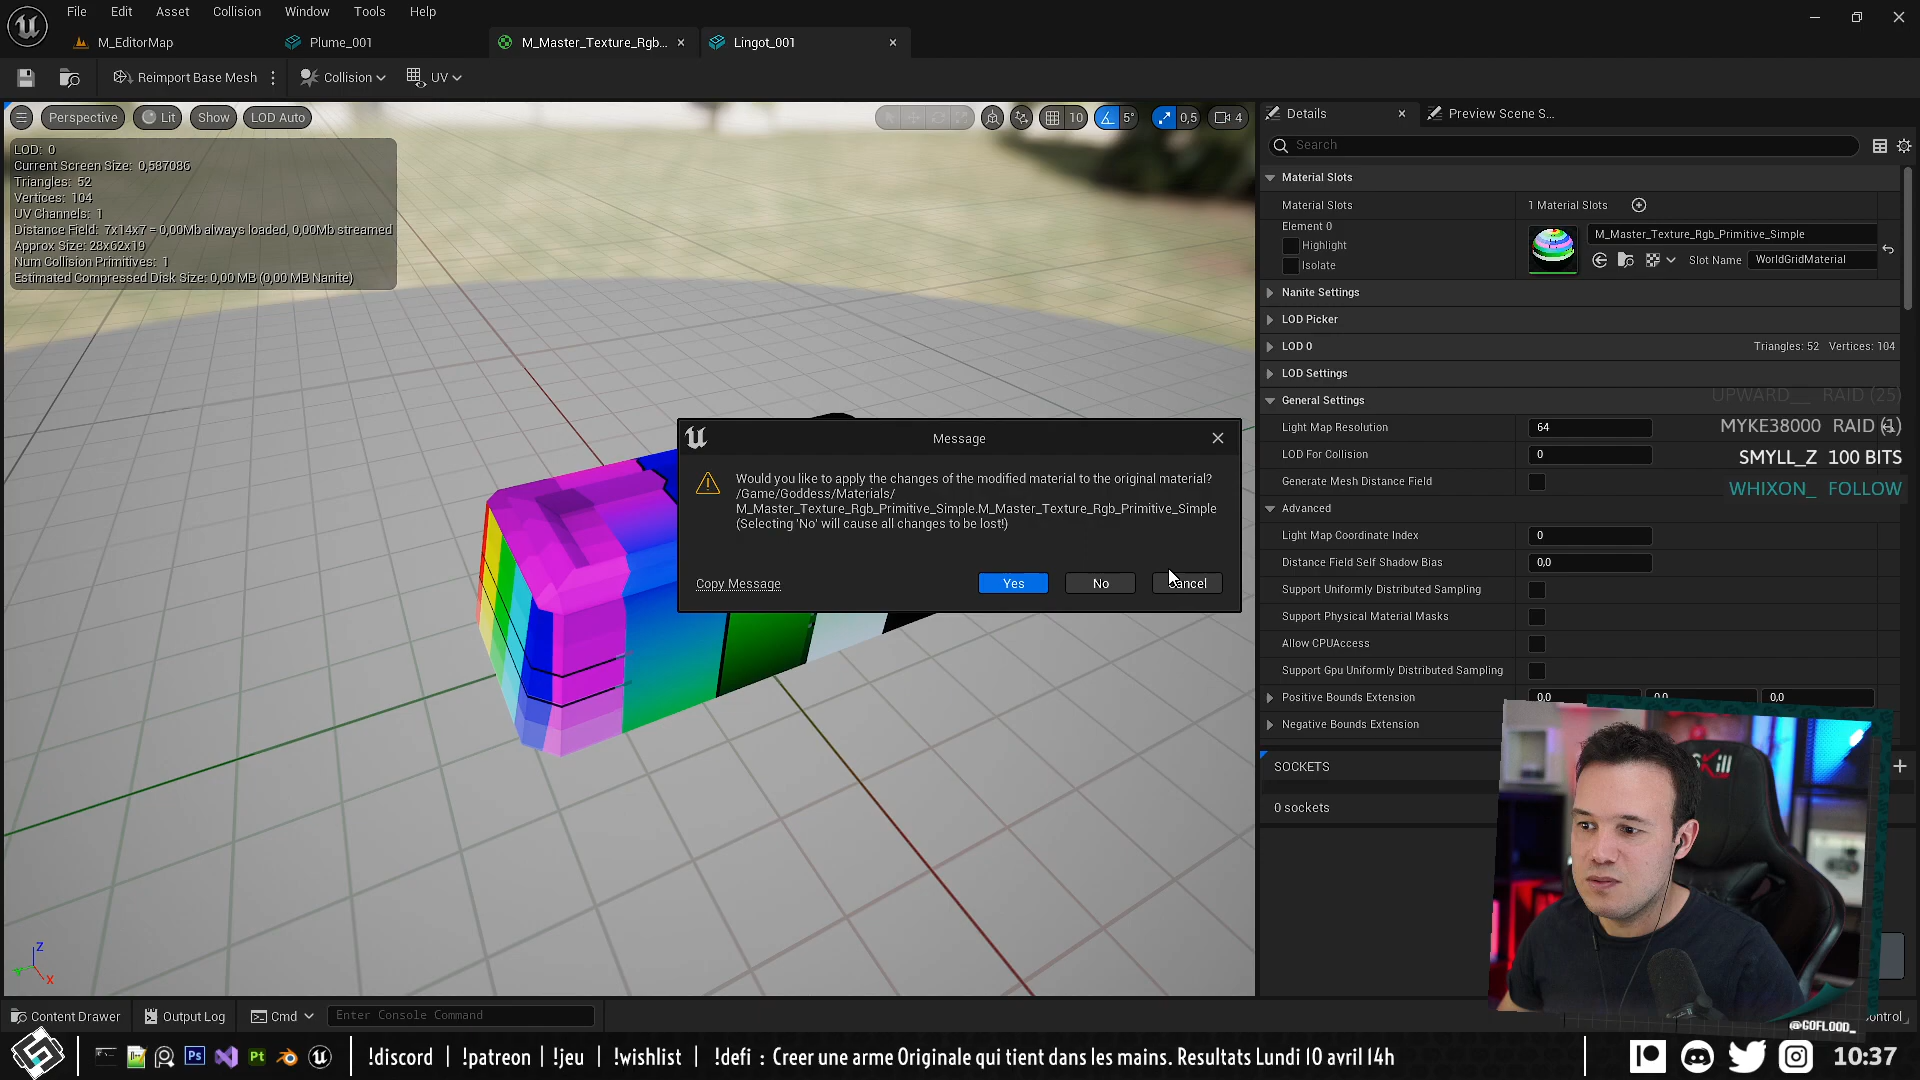 File Edit Asset Collision Window Tools Help
M_EditorMap
Plume_001
M_Master_Texture_Rgb...
Lingot_001
Reimport Base Mesh
Collision
UV
Perspective
Lit
Show
LOD Auto
10
5°
0,5
4
LOD: 0
Current Screen Size: 0,587086
Triangles: 52
Vertices: 104
UV Channels: 1
Distance Field: 7x14x7 = 0,00Mb always loaded, 0,00Mb streamed
Approx Size: 28x62x19
Num Collision Primitives: 1
Estimated Compressed Disk Size: 0,00 MB (0,00 MB Nanite)
Details
Preview Scene S...
Search
Material Slots
Material Slots
1 Material Slots
Element 0
Highlight
Isolate
M_Master_Texture_Rgb_Primitive_Simple
Slot Name
WorldGridMaterial
Nanite Settings
LOD Picker
LOD 0
Triangles: 52 Vertices: 104
LOD Settings
General Settings
Light Map Resolution
64
LOD For Collision
0
Generate Mesh Distance Field
Advanced
Light Map Coordinate Index
0
Distance Field Self Shadow Bias
0,0
Support Uniformly Distributed Sampling
Support Physical Material Masks
Allow CPUAccess
Support Gpu Uniformly Distributed Sampling
Positive Bounds Extension
0,0
0,0
0,0
Negative Bounds Extension
UPWARD__ RAID (25)
MYKE38000 RAID (1)
SMYLL_Z 100 BITS
WHIXON_ FOLLOW
SOCKETS
0 sockets
Message
Would you like to apply the changes of the modified material to the original material?
/Game/Goddess/Materials/
M_Master_Texture_Rgb_Primitive_Simple.M_Master_Texture_Rgb_Primitive_Simple
(Selecting 'No' will cause all changes to be lost!)
Copy Message
Yes
No
Cancel
Z
X
Content Drawer
Output Log
Cmd
Enter Console Command
@GOFLOOD_
Ps
Pt
!discord | !patreon | !jeu | !wishlist | !defi : Creer une arme Originale qui tient dans les mains. Resultats Lundi 10 avril 14h
10:37